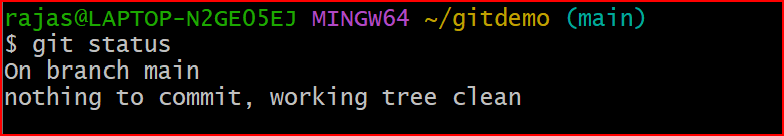 rajas@LAPTOP-N2GE05EJ MINGW64 ~/gitdemo (main)
$ git status
On branch main
nothing to commit, working tree clean